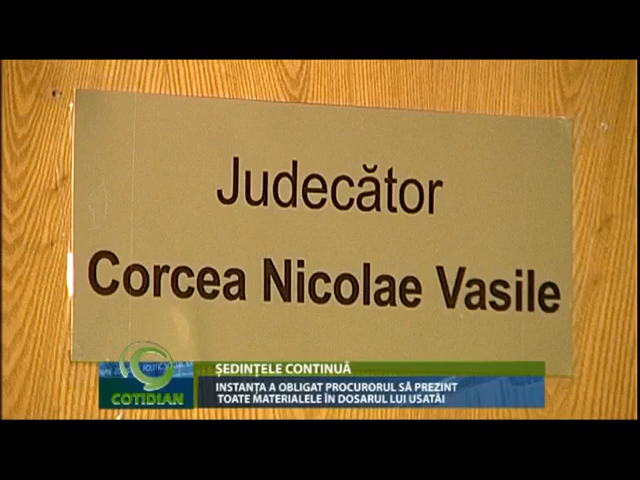 Judecător
Corcea Nicolae Vasile
ȘEDINȚELE CONTINUĂ
INSTANȚA A OBLIGAT PROCURORUL SĂ PREZINT
TOATE MATERIALELE ÎN DOSARUL LUI USATÂI
COTIDIAN